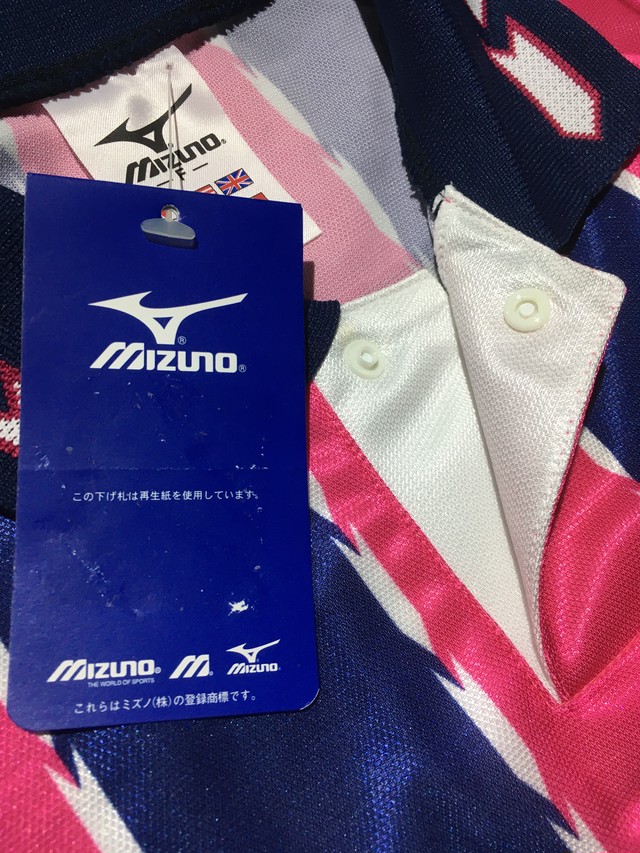 MIZUNO
F
MIZUNO
この下げ札は再生紙を使用しています。
MIZUNO M MIZUNO
THE WORLD OF SPORTS
これらはミズノ(株)の登録商標です。